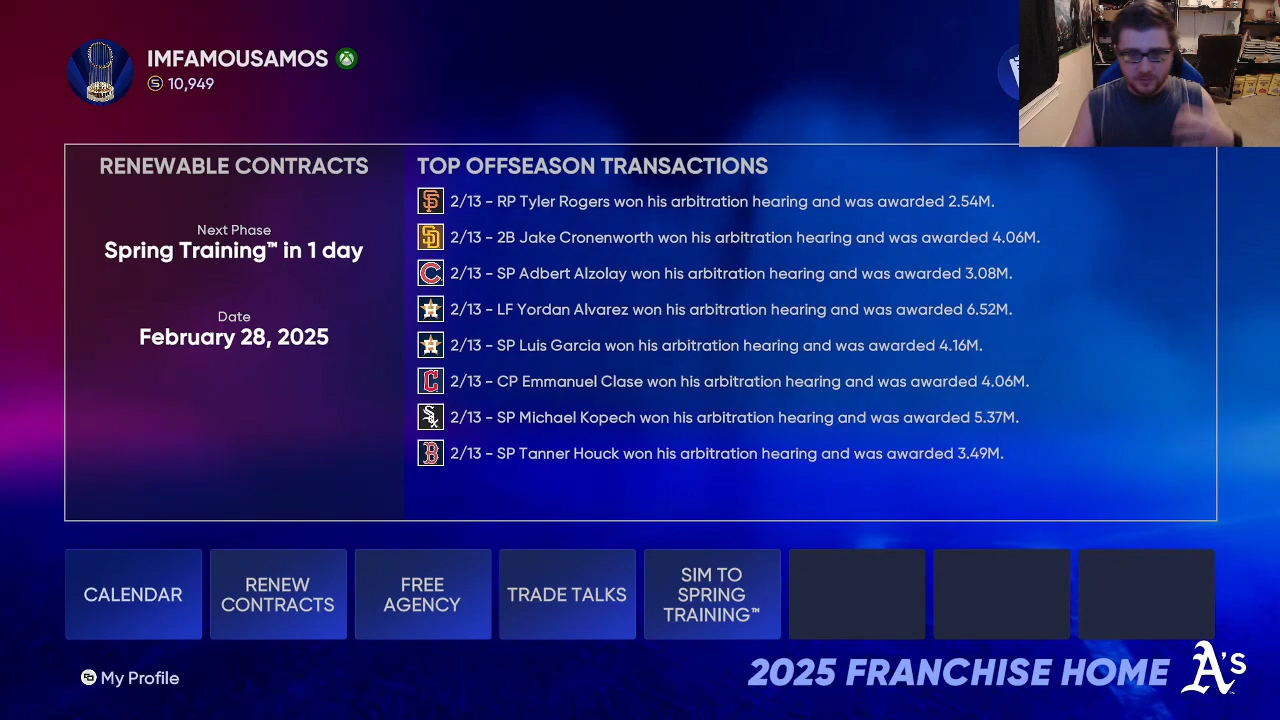 IMFAMOUSAMOS
S 10,949
RENEWABLE CONTRACTS
Next Phase
Spring Training™ in 1 day
Date
February 28, 2025
TOP OFFSEASON TRANSACTIONS
2/13 - RP Tyler Rogers won his arbitration hearing and was awarded 2.54M.
2/13 - 2B Jake Cronenworth won his arbitration hearing and was awarded 4.06M.
2/13 - SP Adbert Alzolay won his arbitration hearing and was awarded 3.08M.
2/13 - LF Yordan Alvarez won his arbitration hearing and was awarded 6.52M.
2/13 - SP Luis Garcia won his arbitration hearing and was awarded 4.16M.
2/13 - CP Emmanuel Clase won his arbitration hearing and was awarded 4.06M.
2/13 - SP Michael Kopech won his arbitration hearing and was awarded 5.37M.
2/13 - SP Tanner Houck won his arbitration hearing and was awarded 3.49M.
CALENDAR
RENEW
CONTRACTS
FREE
AGENCY
TRADE TALKS
SIM TO
SPRING
TRAINING™
My Profile
2025 FRANCHISE HOME A's